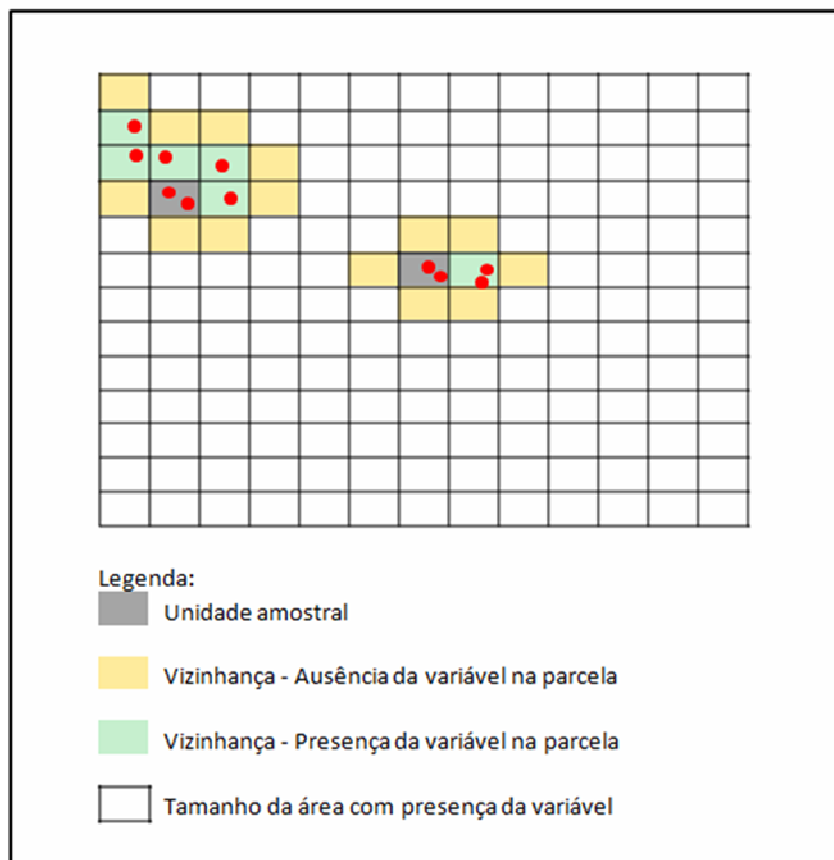 Legenda:
Unidade amostral
Vizinhança - Ausência da variável na parcela
Vizinhança - Presença da variável na parcela
Tamanho da área com presença da variável